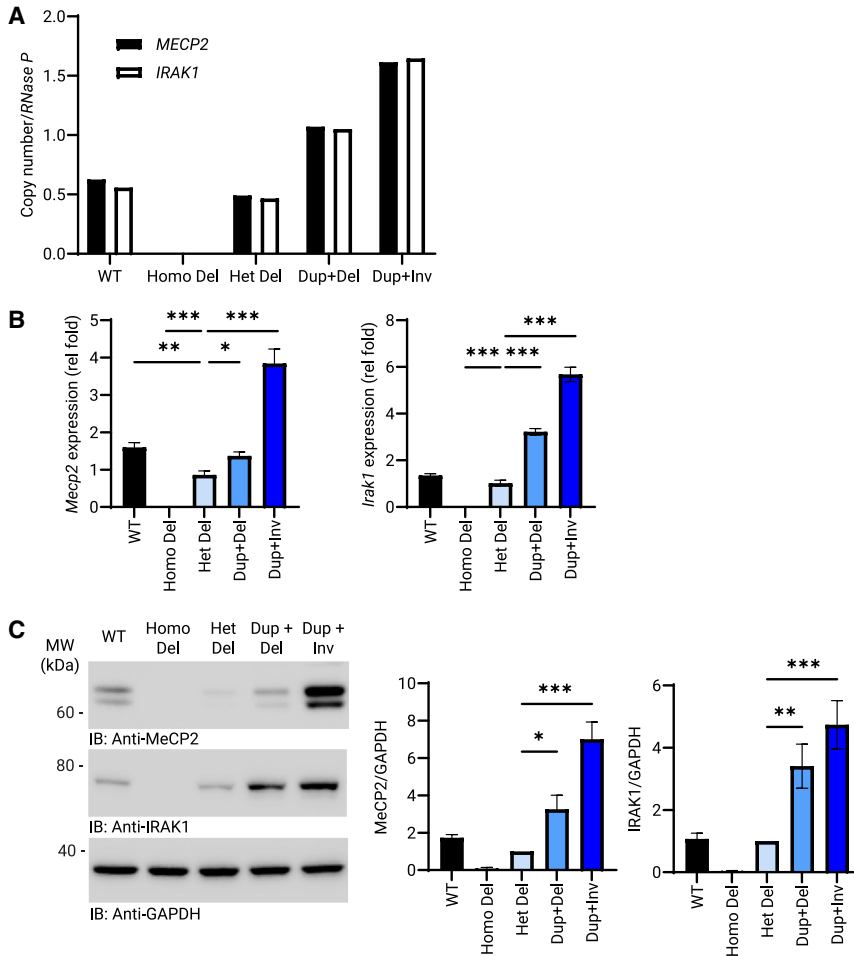 A
2.0
1.5
1.0
0.5
0.0
Copy number/RNase P
MECP2
IRAK1
WT
Homo Del
Het Del
Dup+Del
Dup+Inv
B
5
4
3
2
1
0
Mecp2 expression (rel fold)
***
***
**
*
WT
Homo Del
Het Del
Dup+Del
Dup+Inv
8
6
4
2
0
Irak1 expression (rel fold)
***
***
***
WT
Homo Del
Het Del
Dup+Del
Dup+Inv
C
MW
(kDa)
WT
Homo
Del
Het
Del
Dup +
Del
Dup +
Inv
60 -
IB: Anti-MeCP2
80 -
IB: Anti-IRAK1
40 -
IB: Anti-GAPDH
10
8
6
4
2
0
MeCP2/GAPDH
***
*
WT
Homo Del
Het Del
Dup+Del
Dup+Inv
6
4
2
0
IRAK1/GAPDH
***
**
WT
Homo Del
Het Del
Dup+Del
Dup+Inv